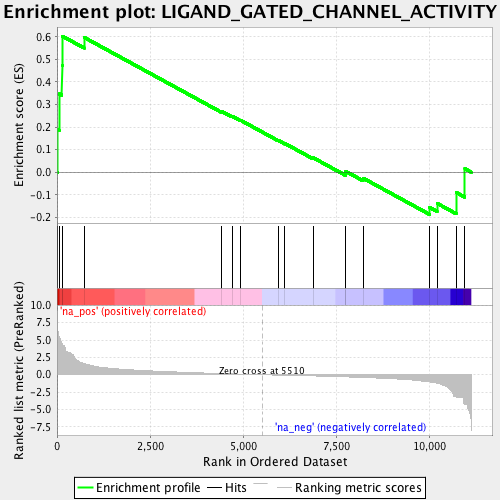 Enrichment plot: LIGAND_GATED_CHANNEL_ACTIVITY
Enrichment score (ES)
0.6
0.5
0.4
0.3
0.2
0.1
0.0
-0.1
-0.2
Ranked list metric (PreRanked)
10.0
7.5
5.0
2.5
0.0
-2.5
-5.0
-7.5
'na_pos' (positively correlated)
Zero cross at 5510
'na_neg' (negatively correlated)
0 2,500 5,000 7,500 10,000
Rank in Ordered Dataset
Enrichment profile Hits Ranking metric scores